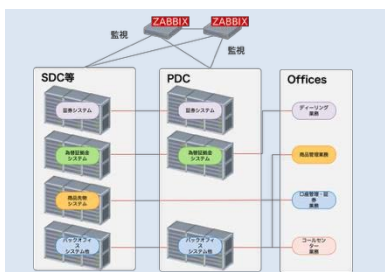 ZABBIX
ZABBIX
監視
監視
SDC等
PDC
Offices
証券システム
証券システム
ディーリング
業務
為替証拠金
システム
為替証拠金
システム
商品管理業務
商品先物
システム
口座管理・証
券
業務
バックオフィ
ス
システム他
バックオフィ
ス
システム他
コールセン
ター
業務